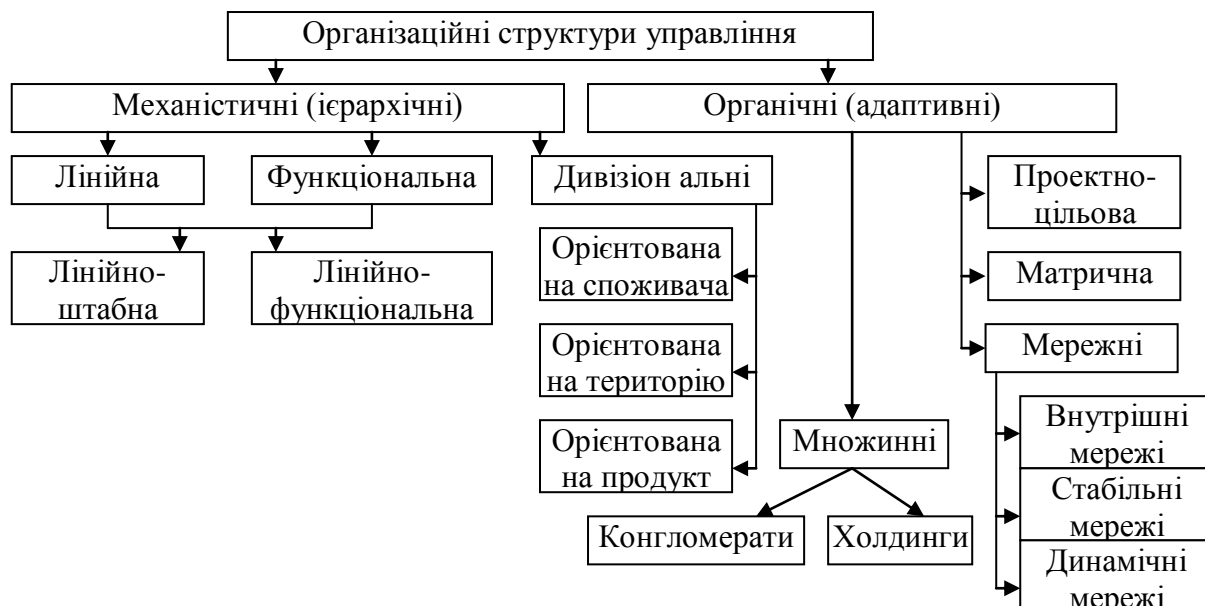 Організаційні структури управління
Механістичні (ієрархічні)
Органічні (адаптивні)
Лінійна
Функціональна
Дивізіон альні
Проектно-
цільова
Лінійно-
штабна
Лінійно-
функціональна
Орієнтована
на споживача
Матрична
Орієнтована
на територію
Мережні
Орієнтована
на продукт
Множинні
Внутрішні
мережі
Стабільні
мережі
Конгломерати
Холдинги
Динамічні
мережі